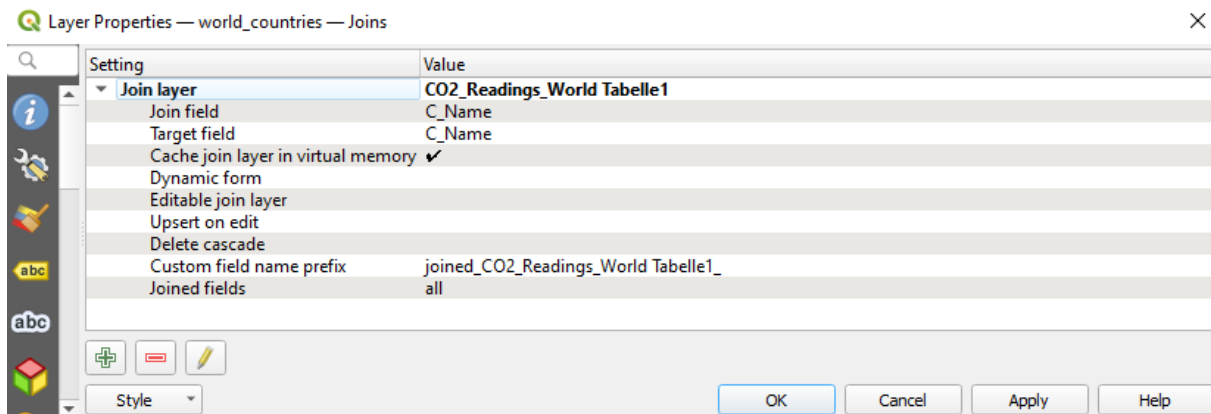 Layer Properties — world_countries — Joins
Setting Value
Join layer CO2_Readings_World Tabelle1
Join field C_Name
Target field C_Name
Cache join layer in virtual memory ✔
Dynamic form
Editable join layer
Upsert on edit
Delete cascade
Custom field name prefix joined_CO2_Readings_World Tabelle1_
Joined fields all
abc
abc
Style OK Cancel Apply Help